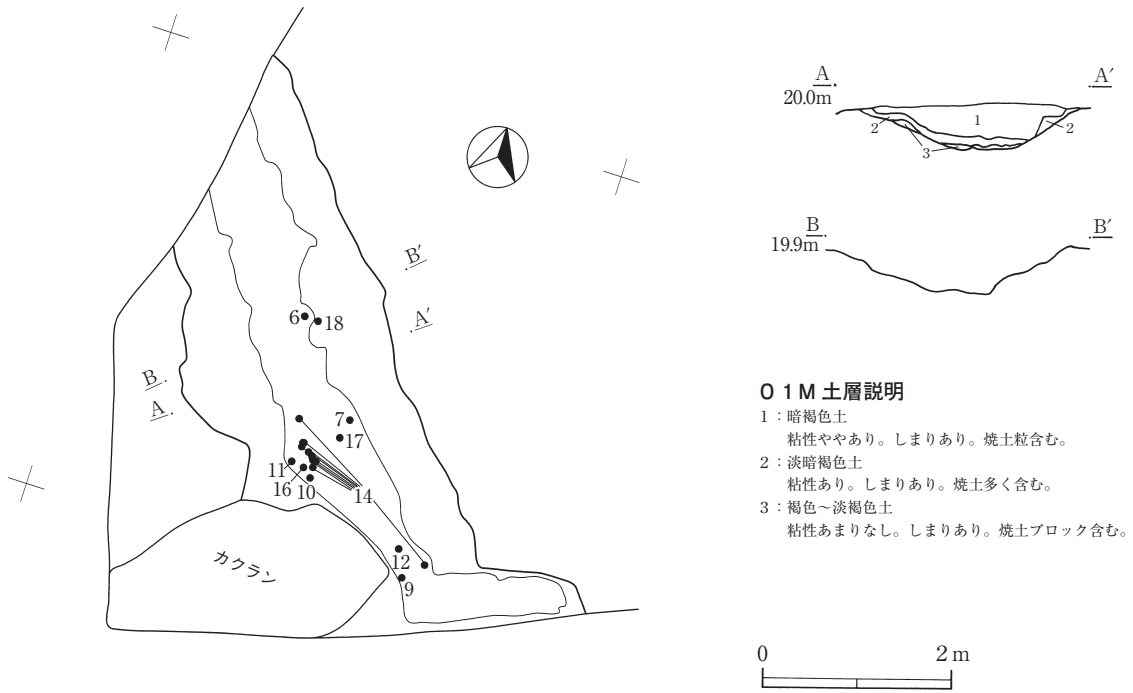 B′
A′
6
18
B
A
7
17
11
16
10
14
12
9
カクラン
A
A′
20.0m
1
2
2
3
B
B′
19.9m
０１M 土層説明
1：暗褐色土
粘性ややあり。しまりあり。焼土粒含む。
2：淡暗褐色土
粘性あり。しまりあり。焼土多く含む。
3：褐色～淡褐色土
粘性あまりなし。しまりあり。焼土ブロック含む。
0
2 m